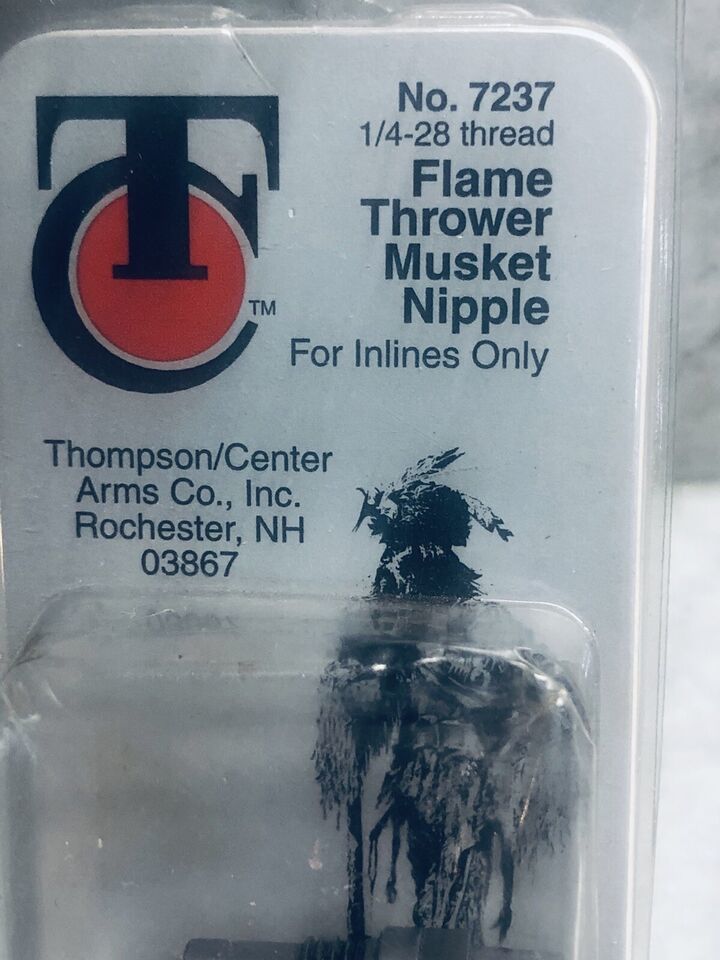 TC
TM
No. 7237
1/4-28 thread
Flame
Thrower
Musket
Nipple
For Inlines Only
Thompson/Center
Arms Co., Inc.
Rochester, NH
03867